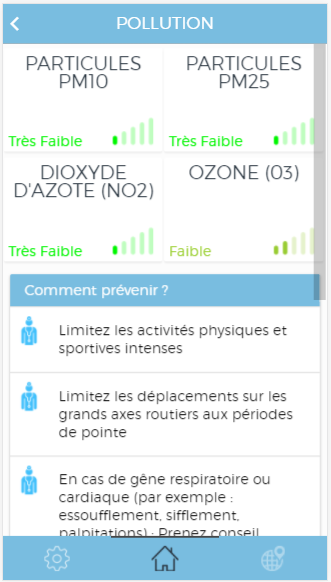 POLLUTION
PARTICULES
PM10
Très Faible
PARTICULES
PM25
Très Faible
DIOXYDE
D'AZOTE (NO2)
Très Faible
OZONE (03)
Faible
Comment prévenir ?
Limitez les activités physiques et
sportives intenses
Limitez les déplacements sur les
grands axes routiers aux périodes
de pointe
En cas de gêne respiratoire ou
cardiaque (par exemple :
essoufflement, sifflement,
palpitations) : Prenez conseil